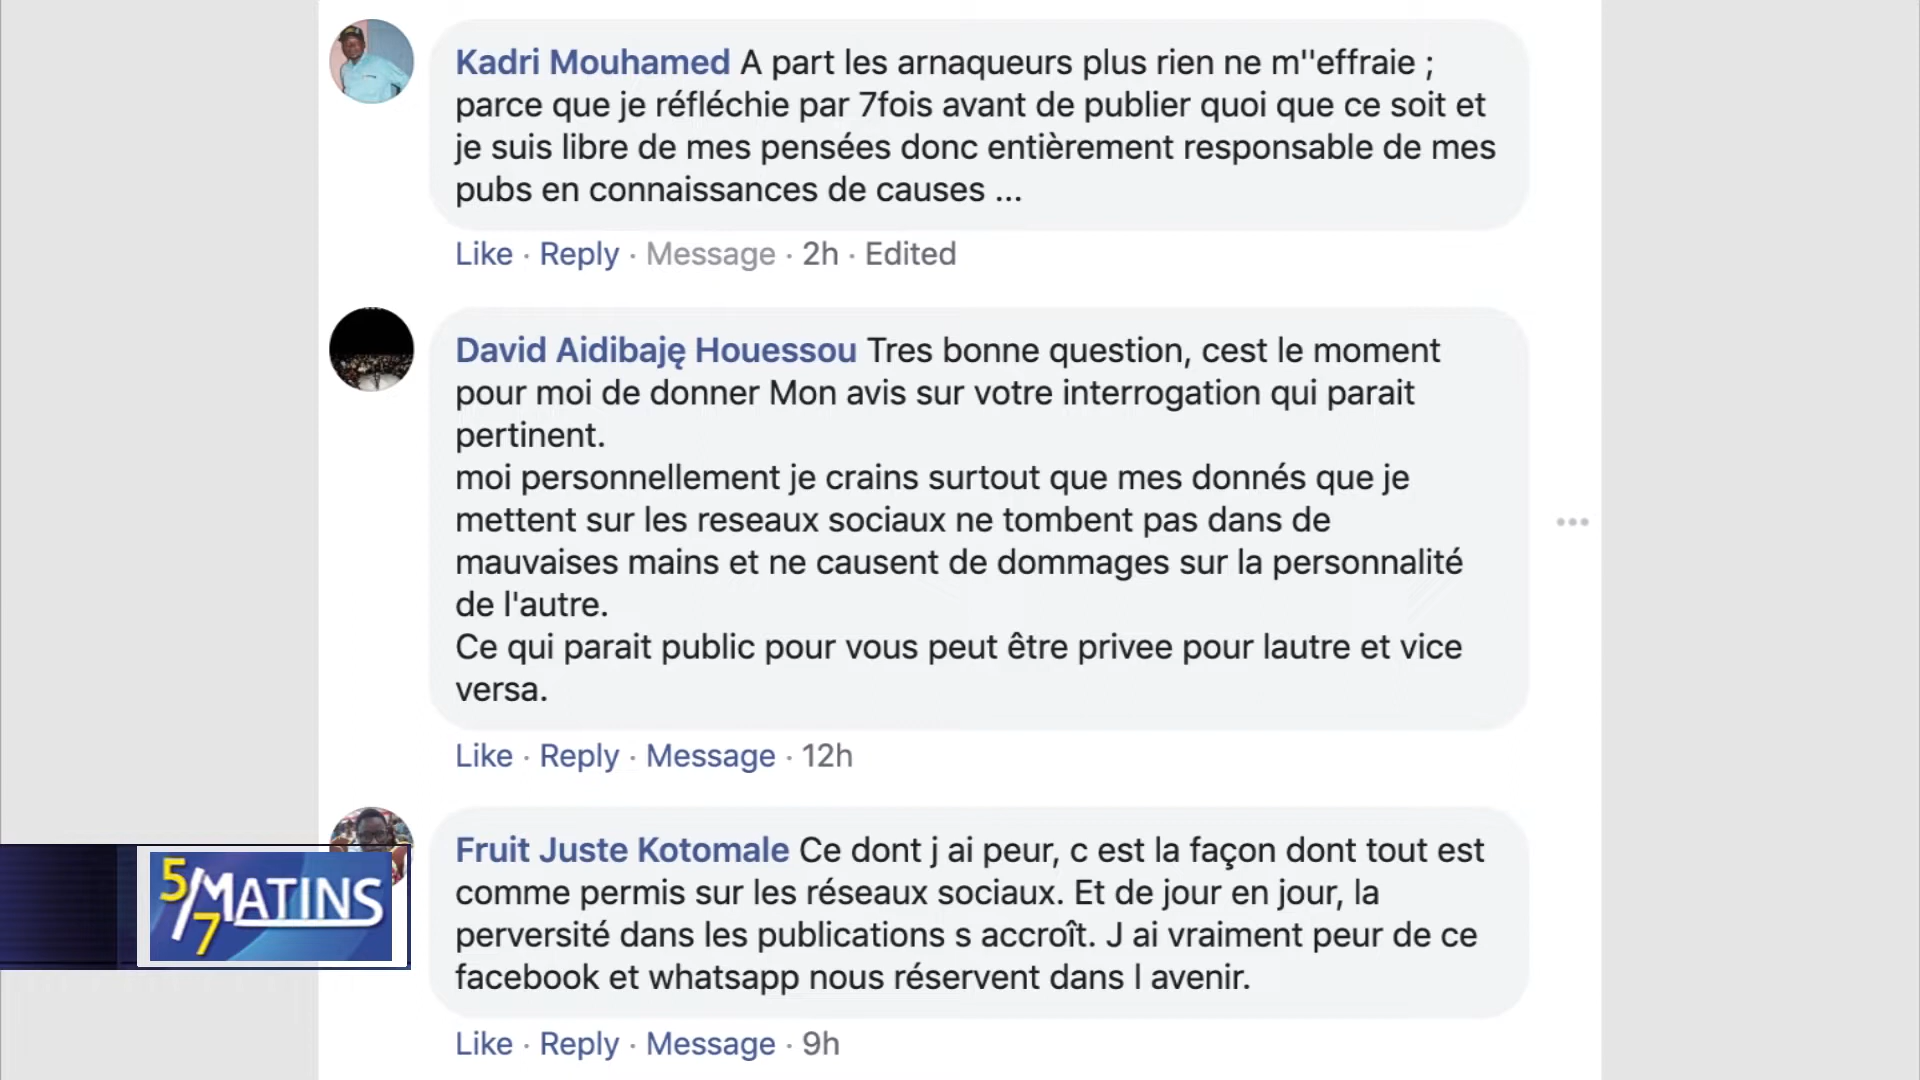 Kadri Mouhamed A part les arnaqueurs plus rien ne m''effraie ;
parce que je réfléchie par 7fois avant de publier quoi que ce soit et
je suis libre de mes pensées donc entièrement responsable de mes
pubs en connaissances de causes ...
Like · Reply · Message · 2h · Edited
David Aidibaję Houessou Tres bonne question, cest le moment
pour moi de donner Mon avis sur votre interrogation qui parait
pertinent.
moi personnellement je crains surtout que mes donnés que je
mettent sur les reseaux sociaux ne tombent pas dans de
mauvaises mains et ne causent de dommages sur la personnalité
de l'autre.
Ce qui parait public pour vous peut être privee pour lautre et vice
versa.
Like · Reply · Message · 12h
Fruit Juste Kotomale Ce dont j ai peur, c est la façon dont tout est
comme permis sur les réseaux sociaux. Et de jour en jour, la
perversité dans les publications s accroît. J ai vraiment peur de ce
facebook et whatsapp nous réservent dans l avenir.
Like · Reply · Message · 9h
5/7 MATINS